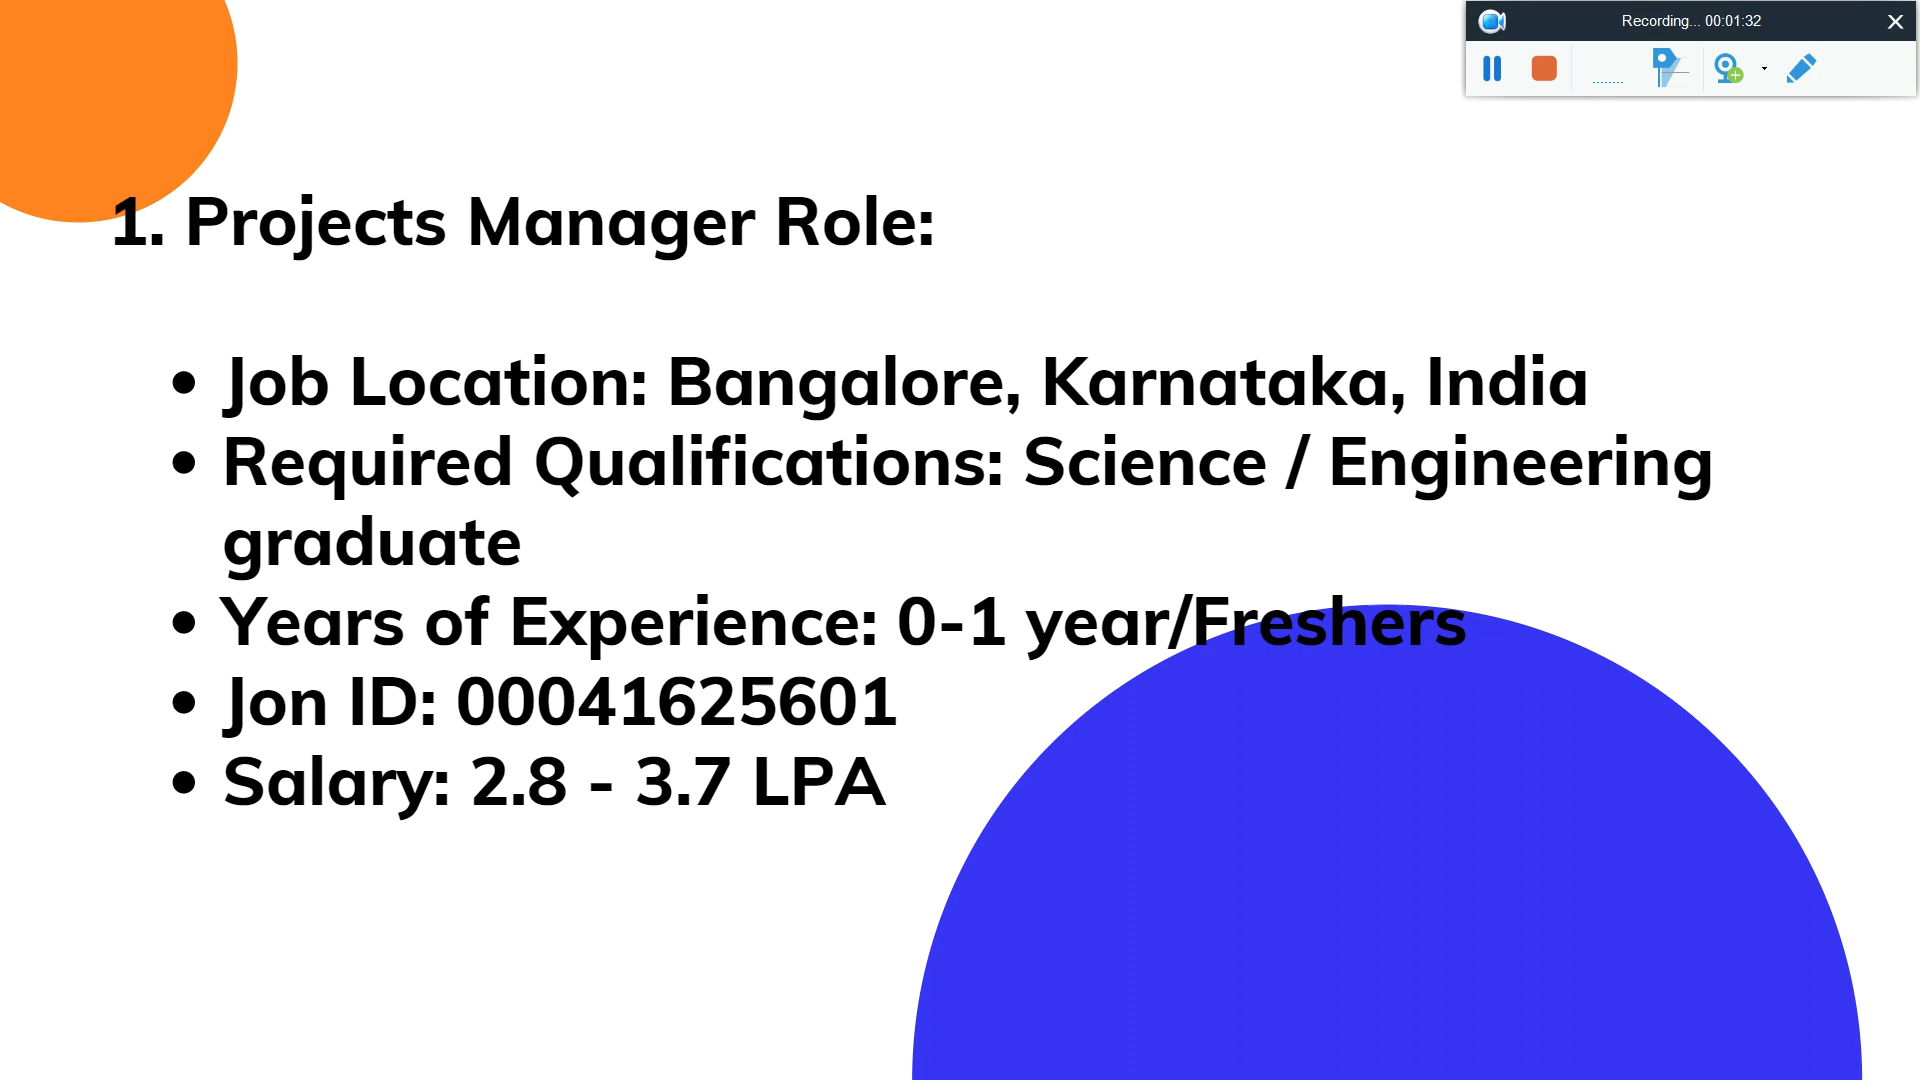 Recording... 00:01:32
1. Projects Manager Role:
• Job Location: Bangalore, Karnataka, India
• Required Qualifications: Science / Engineering
graduate
• Years of Experience: 0-1 year/Freshers
• Jon ID: 00041625601
• Salary: 2.8 - 3.7 LPA